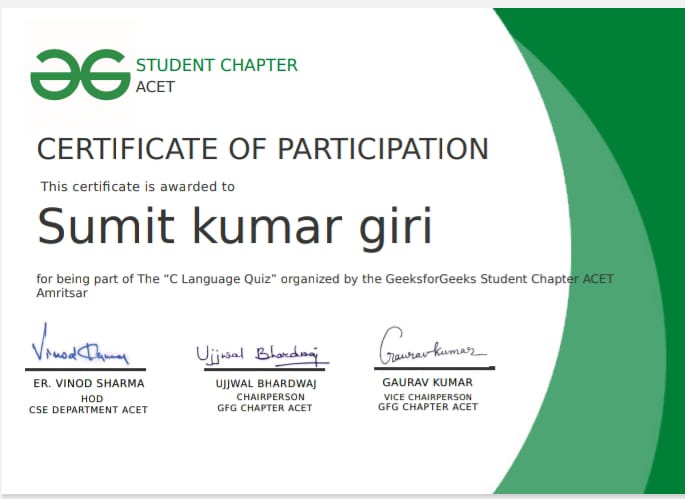 STUDENT CHAPTER
ACET
CERTIFICATE OF PARTICIPATION
This certificate is awarded to
Sumit kumar giri
for being part of The “C Language Quiz” organized by the GeeksforGeeks Student Chapter ACET
Amritsar
Vinod Sharma
Ujjwal Bhardwaj
Gaurav kumar
ER. VINOD SHARMA
HOD
CSE DEPARTMENT ACET
UJJWAL BHARDWAJ
CHAIRPERSON
GFG CHAPTER ACET
GAURAV KUMAR
VICE CHAIRPERSON
GFG CHAPTER ACET